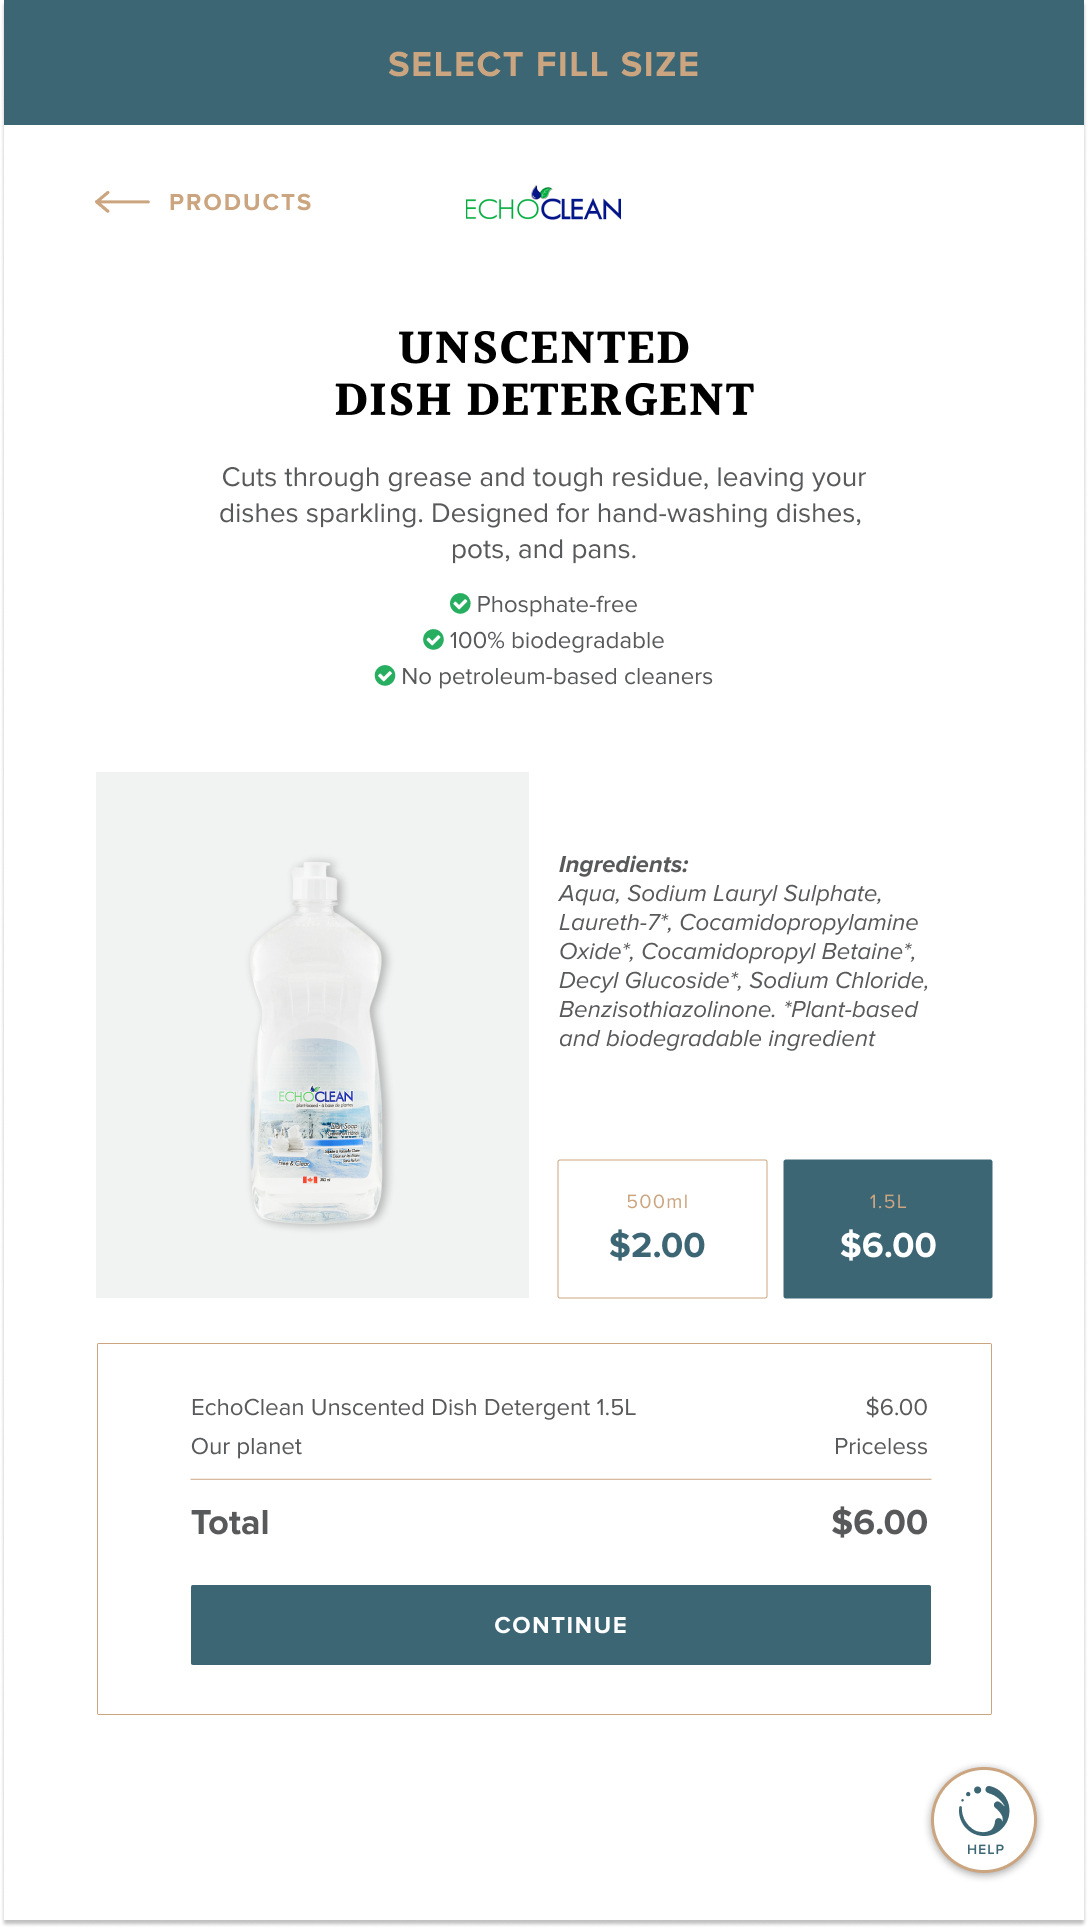 SELECT FILL SIZE
PRODUCTS
ECHOCLEAN
UNSCENTED
DISH DETERGENT
Cuts through grease and tough residue, leaving your
dishes sparkling. Designed for hand-washing dishes,
pots, and pans.
Phosphate-free
100% biodegradable
No petroleum-based cleaners
Ingredients:
Aqua, Sodium Lauryl Sulphate,
Laureth-7*, Cocamidopropylamine
Oxide*, Cocamidopropyl Betaine*,
Decyl Glucoside*, Sodium Chloride,
Benzisothiazolinone. *Plant-based
and biodegradable ingredient
ECHOCLEAN
Dish Soap
Free & Clear
500ml
$2.00
1.5L
$6.00
EchoClean Unscented Dish Detergent 1.5L $6.00
Our planet Priceless
Total $6.00
CONTINUE
HELP